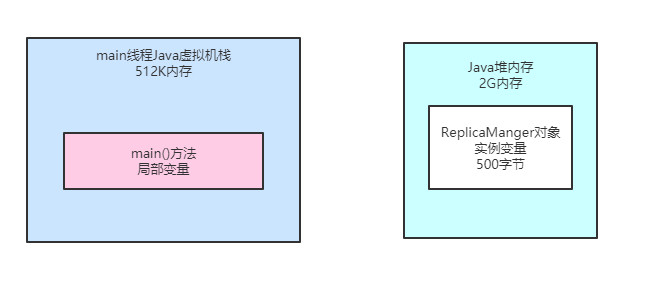 main线程Java虚拟机栈
512K内存
main()方法
局部变量
Java堆内存
2G内存
ReplicaManger对象
实例变量
500字节